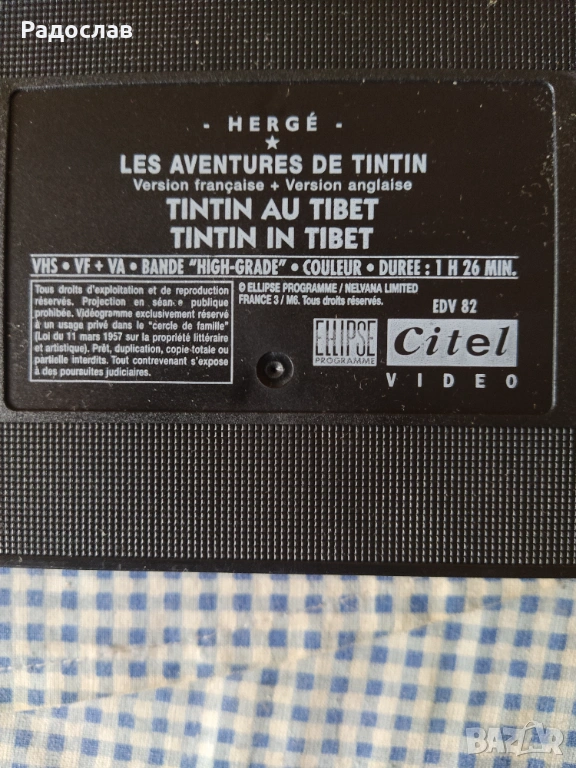 Радослав
- HERGÉ -
LES AVENTURES DE TINTIN
Version française + Version anglaise
TINTIN AU TIBET
TINTIN IN TIBET
VHS • VF + VA • BANDE "HIGH-GRADE" • COULEUR • DUREE : 1 H 26 MIN.
Tous droits d'exploitation et de reproduction
réservés. Projection en séance publique
prohibée. Vidéogramme exclusivement réservé
à un usage privé dans le "cercle de famille"
(Loi du 11 mars 1957 sur la propriété littéraire
et artistique). Prêt, duplication, copie totale ou
partielle interdits. Tout contrevenant s'expose
à des poursuites judiciaires.
© ELLIPSE PROGRAMME / NELVANA LIMITED
FRANCE 3 / M6. Tous droits réservés.
EDV 82
ELLIPSE
PROGRAMME
Citel
VIDEO
BAZAR